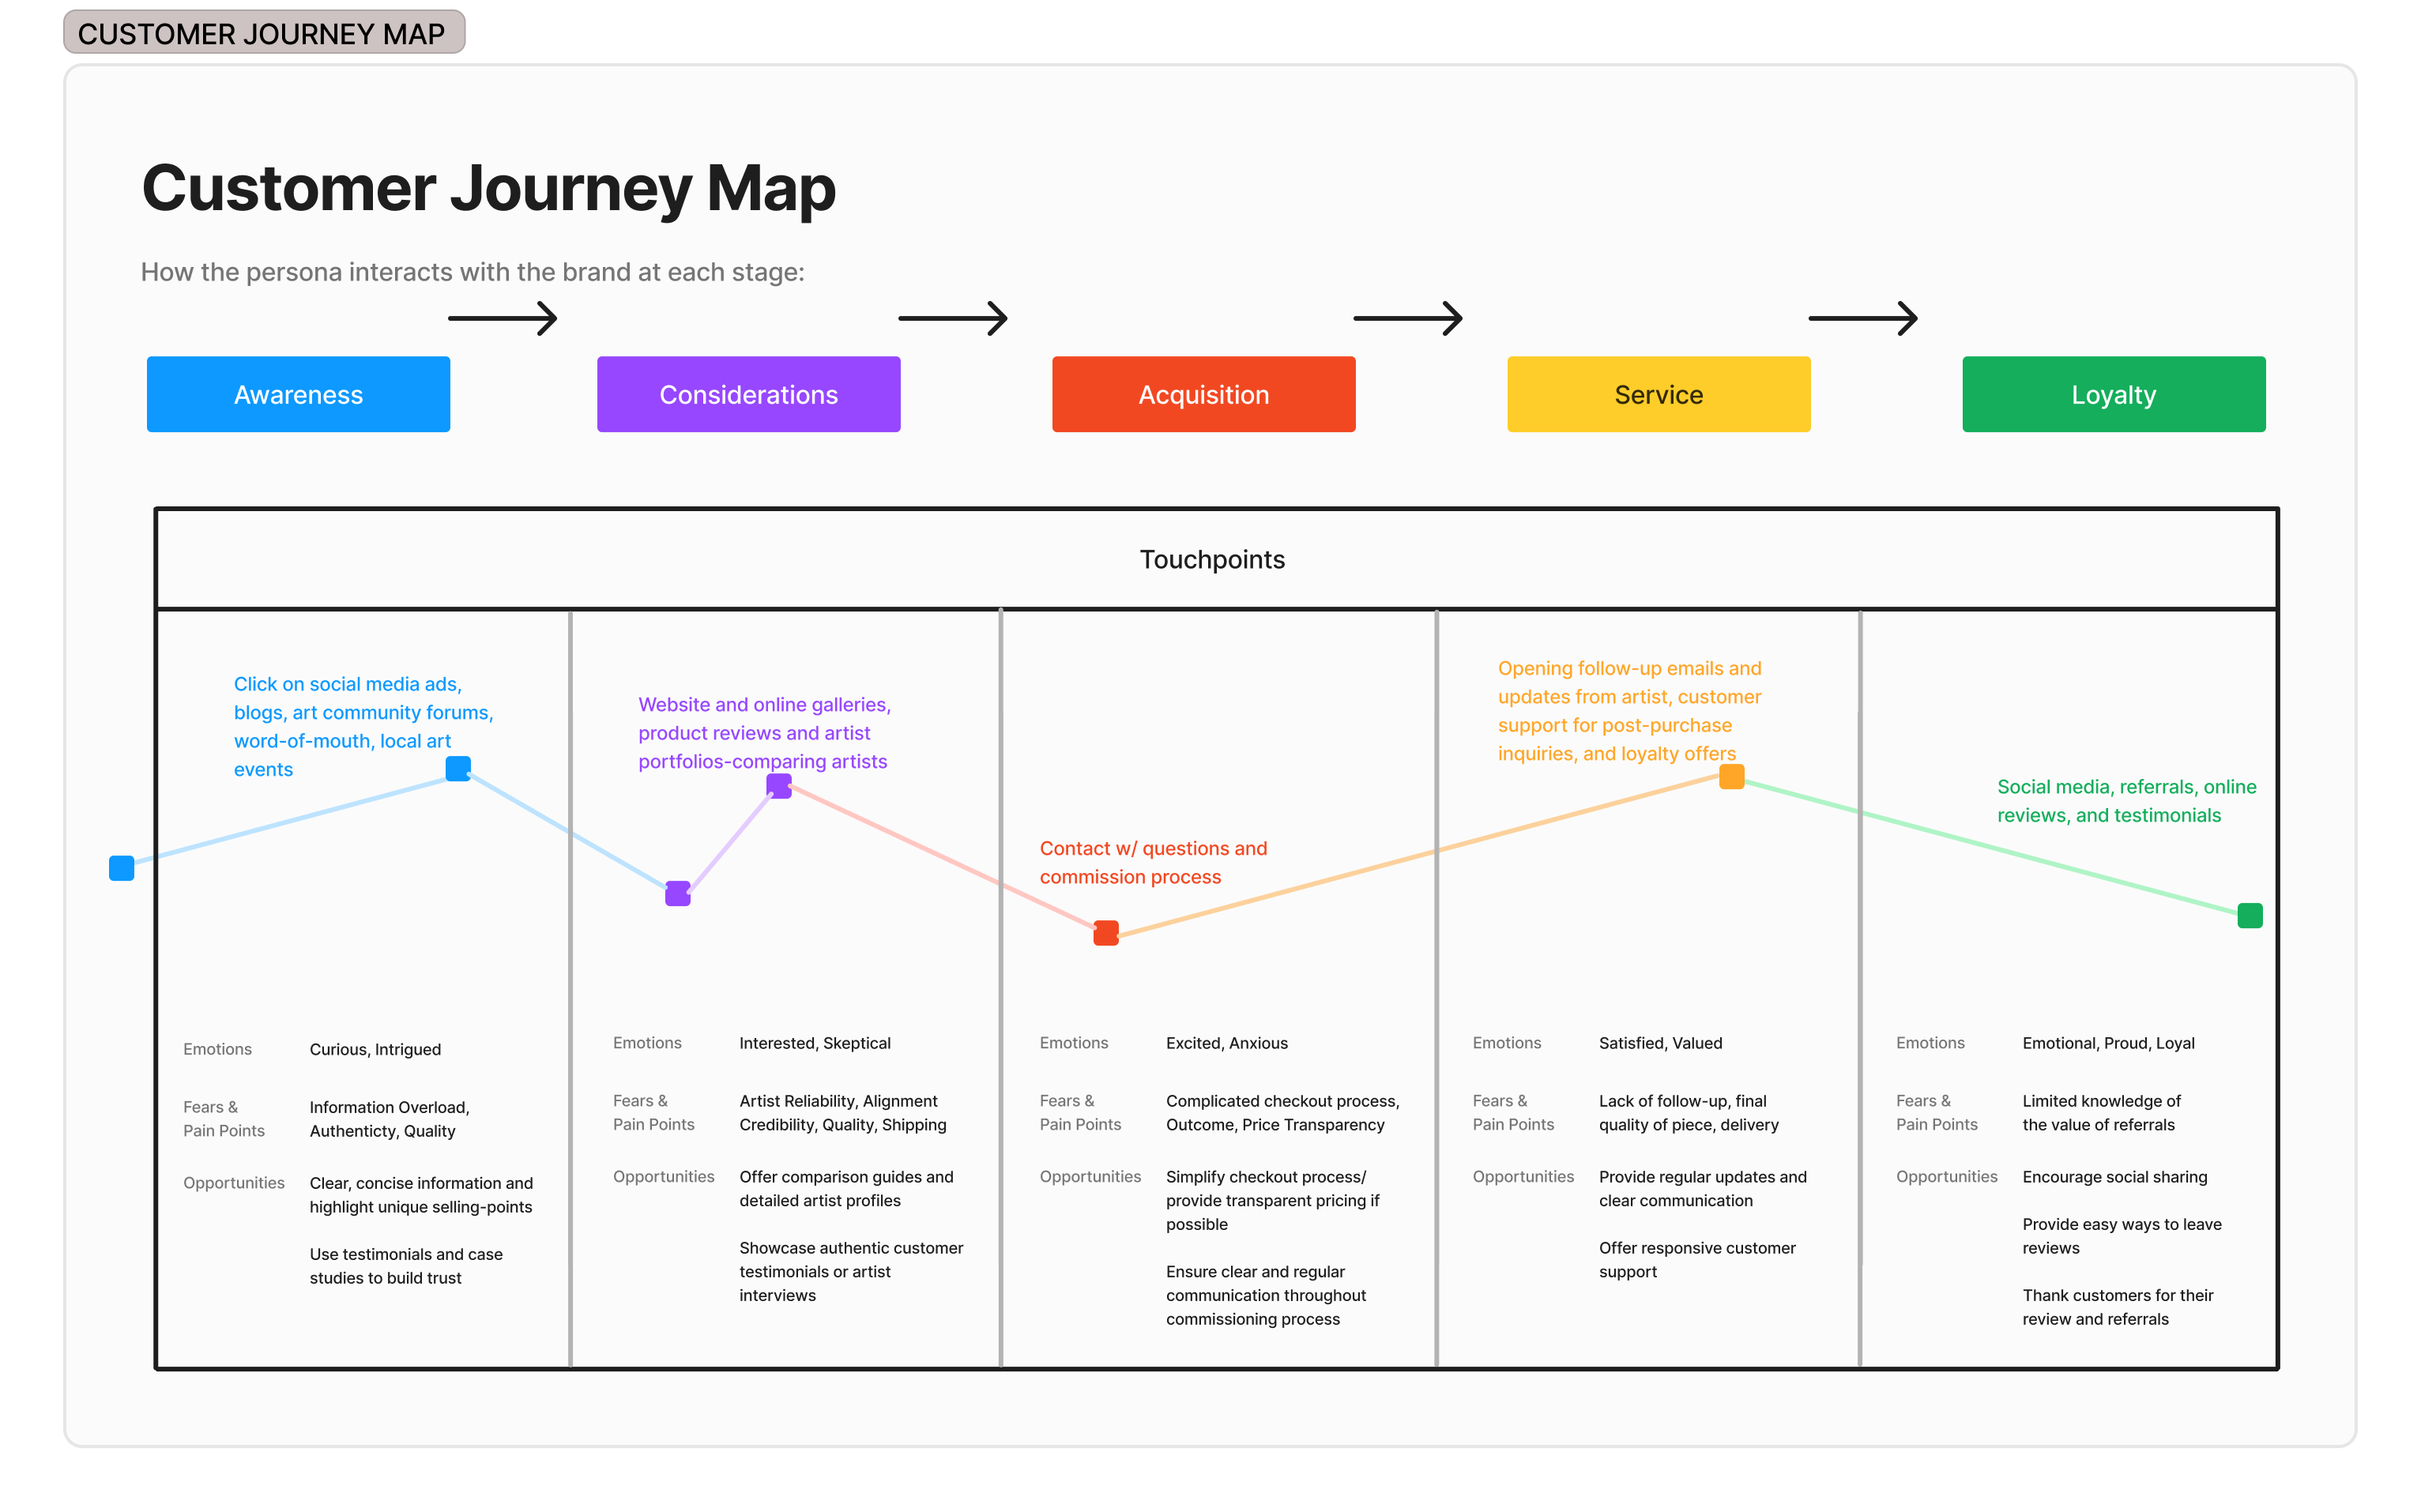 CUSTOMER JOURNEY MAP
Customer Journey Map
How the persona interacts with the brand at each stage:
Awareness
Considerations
Acquisition
Service
Loyalty
Touchpoints
Click on social media ads,
blogs, art community forums,
word-of-mouth, local art
events
Website and online galleries,
product reviews and artist
portfolios-comparing artists
Contact w/ questions and
commission process
Opening follow-up emails and
updates from artist, customer
support for post-purchase
inquiries, and loyalty offers
Social media, referrals, online
reviews, and testimonials
Emotions
Curious, Intrigued
Fears &
Pain Points
Information Overload,
Authenticty, Quality
Opportunities
Clear, concise information and
highlight unique selling-points
Use testimonials and case
studies to build trust
Emotions
Interested, Skeptical
Fears &
Pain Points
Artist Reliability, Alignment
Credibility, Quality, Shipping
Opportunities
Offer comparison guides and
detailed artist profiles
Showcase authentic customer
testimonials or artist
interviews
Emotions
Excited, Anxious
Fears &
Pain Points
Complicated checkout process,
Outcome, Price Transparency
Opportunities
Simplify checkout process/
provide transparent pricing if
possible
Ensure clear and regular
communication throughout
commissioning process
Emotions
Satisfied, Valued
Fears &
Pain Points
Lack of follow-up, final
quality of piece, delivery
Opportunities
Provide regular updates and
clear communication
Offer responsive customer
support
Emotions
Emotional, Proud, Loyal
Fears &
Pain Points
Limited knowledge of
the value of referrals
Opportunities
Encourage social sharing
Provide easy ways to leave
reviews
Thank customers for their
review and referrals